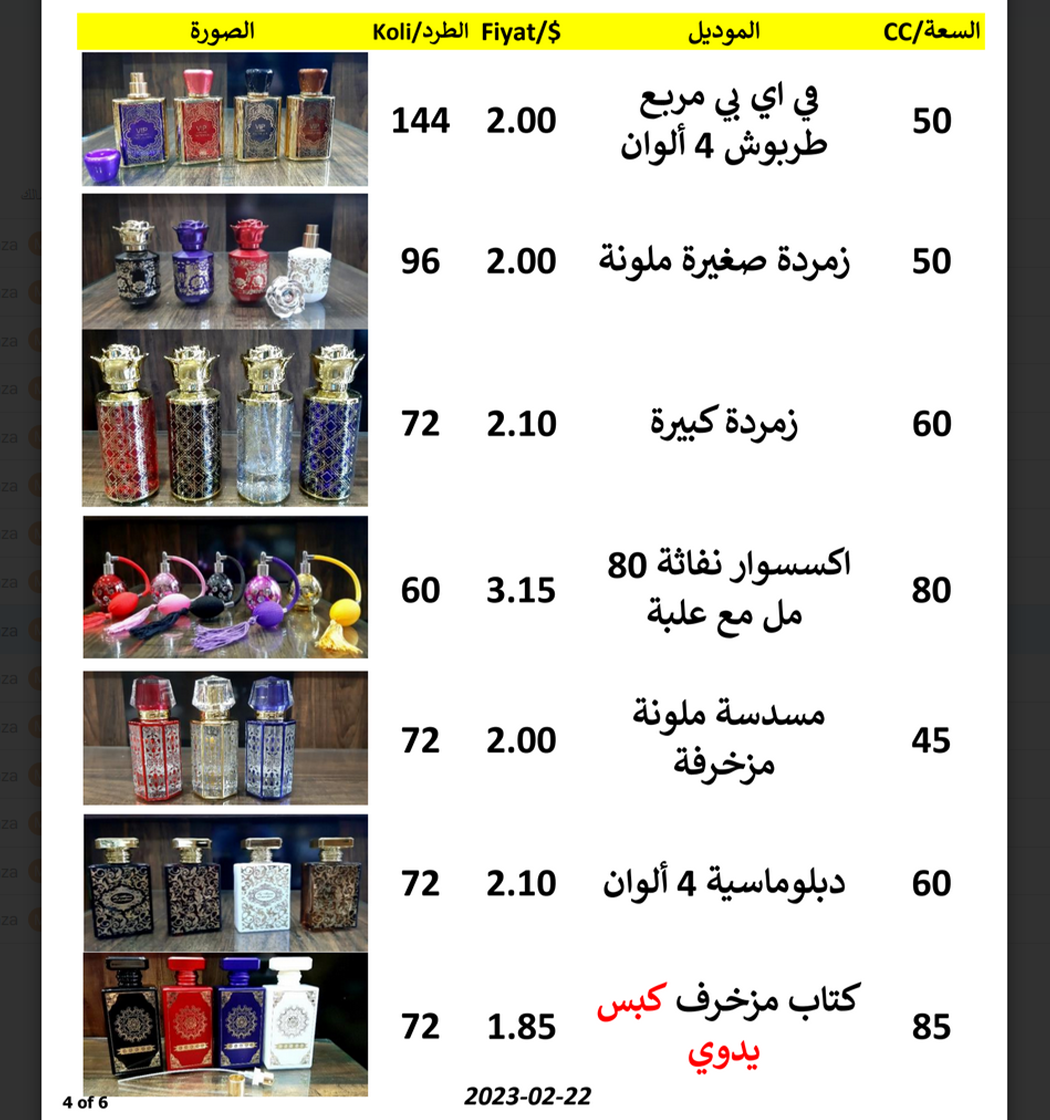 السعة/CC الموديل Fiyat/$ الطرد/Koli الصورة
50 في اي بي مربع 2.00 144
طربوش 4 ألوان
50 زمردة صغيرة ملونة 2.00 96
60 زمردة كبيرة 2.10 72
80 اكسسوار نفاثة 80 3.15 60
مل مع علبة
45 مسدسة ملونة 2.00 72
مزخرفة
60 دبلوماسية 4 ألوان 2.10 72
85 كتاب مزخرف كبس 1.85 72
يدوي
2023-02-22
4 of 6